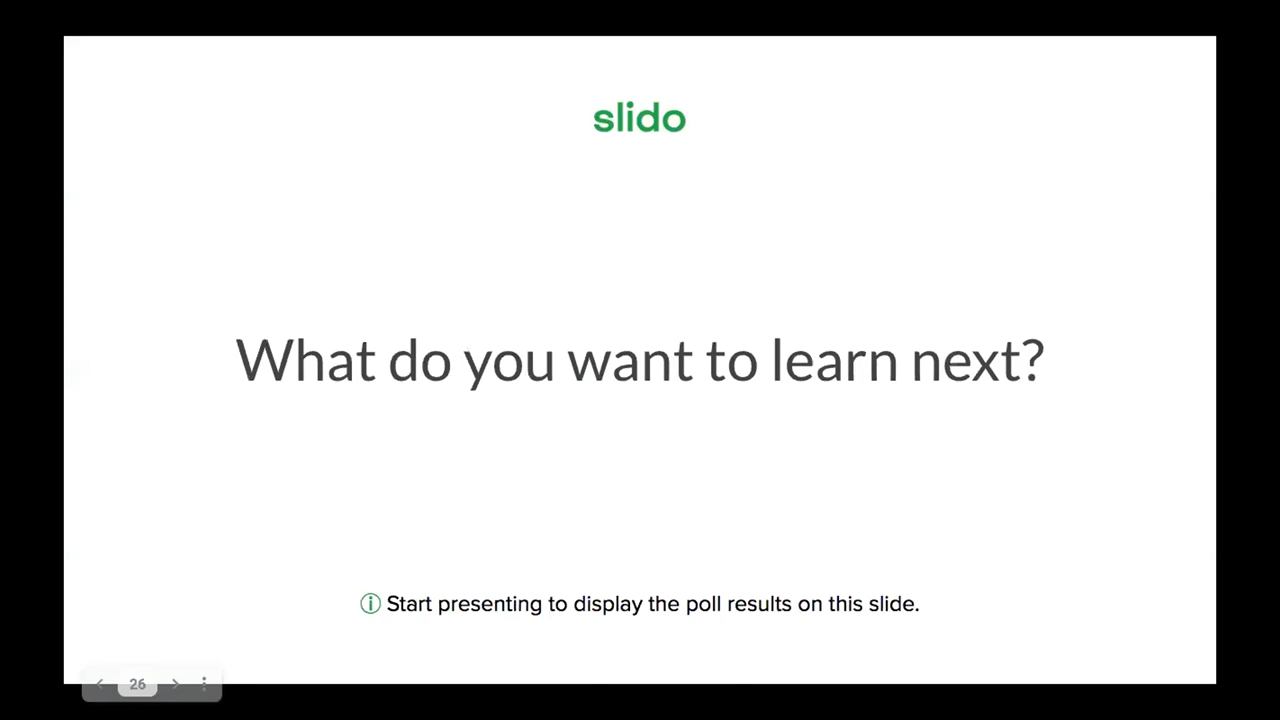 slido
What do you want to learn next?
Start presenting to display the poll results on this slide.
26